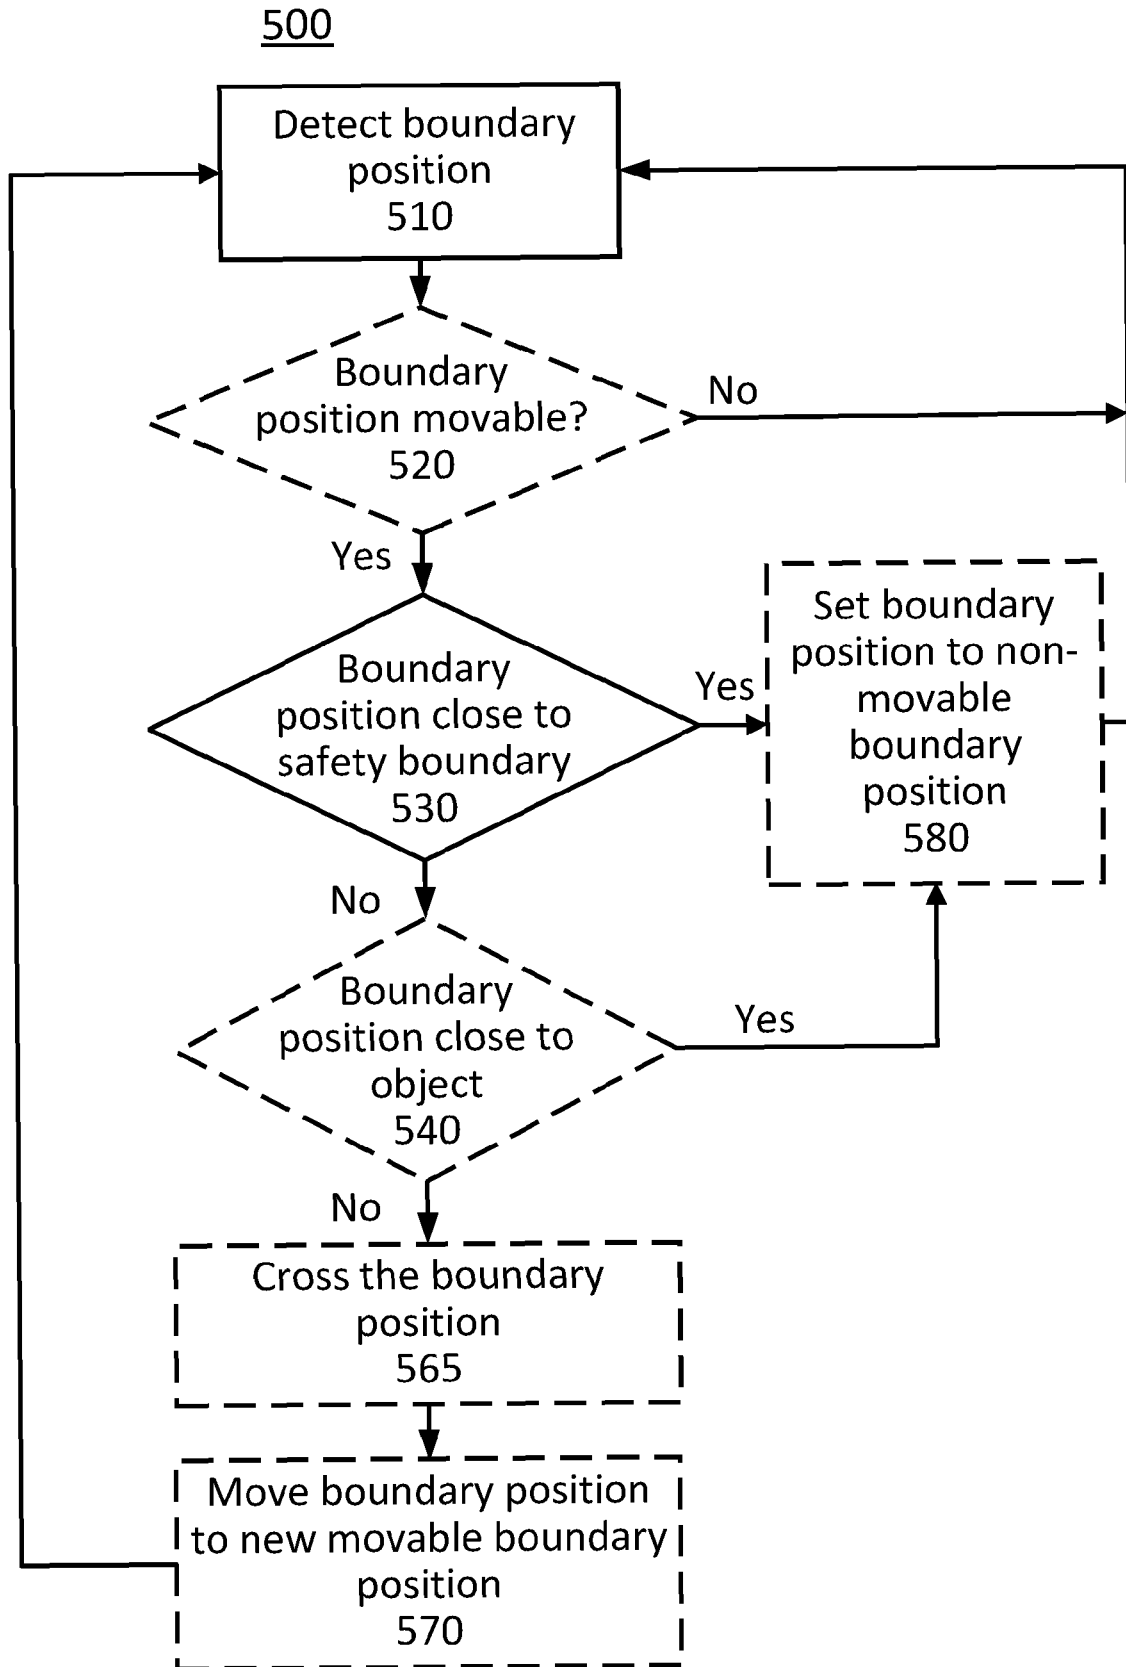 500
Detect boundary
position
510
Boundary
position movable?
520
No
Yes
Boundary
position close to
safety boundary
530
Yes
Set boundary
position to non-
movable
boundary
position
580
No
Boundary
position close to
object
540
Yes
No
Cross the boundary
position
565
Move boundary position
to new movable boundary
position
570